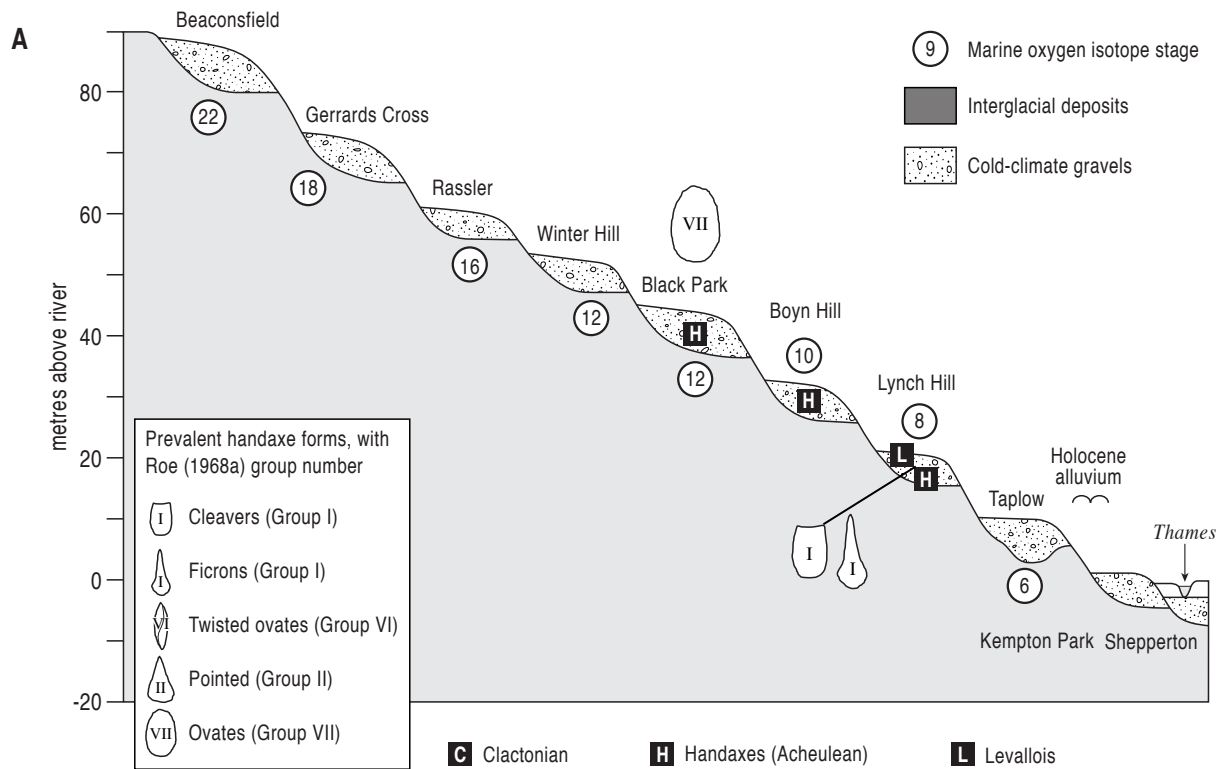 A
Beaconsfield
9 Marine oxygen isotope stage
Interglacial deposits
Cold-climate gravels
80
22
Gerrards Cross
18
Rassler
60
16
VII
Winter Hill
12
Black Park
H
12
40
metres above river
Boyn Hill
10
H
Lynch Hill
8
L
H
20
I
I
Holocene
alluvium
Taplow
6
Thames
0
Kempton Park
Shepperton
-20
Prevalent handaxe forms, with
Roe (1968a) group number
I Cleavers (Group I)
I Ficrons (Group I)
VI Twisted ovates (Group VI)
II Pointed (Group II)
VII Ovates (Group VII)
C Clactonian
H Handaxes (Acheulean)
L Levallois